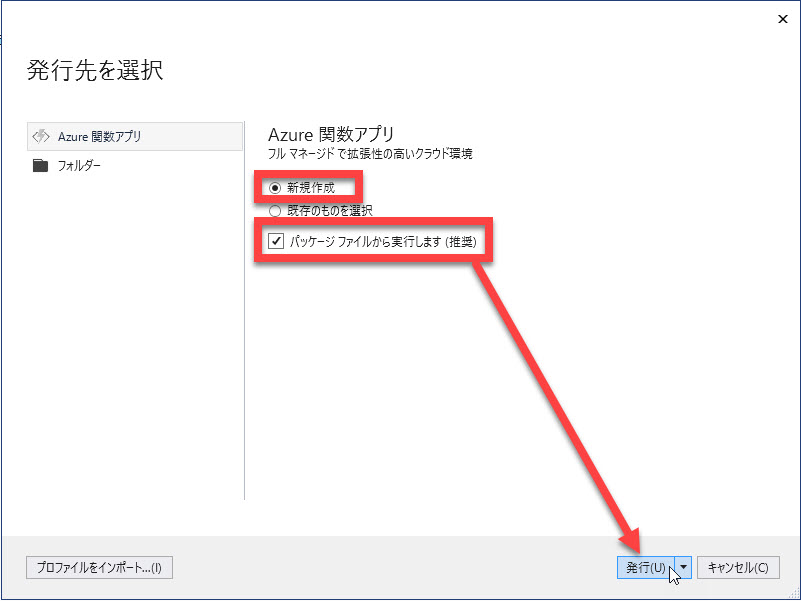 発行先を選択
Azure 関数アプリ
フォルダー
Azure 関数アプリ
フル マネージドで拡張性の高いクラウド環境
新規作成
既存のものを選択
パッケージ ファイルから実行します (推奨)
プロファイルをインポート...(I)
発行(U)
キャンセル(C)